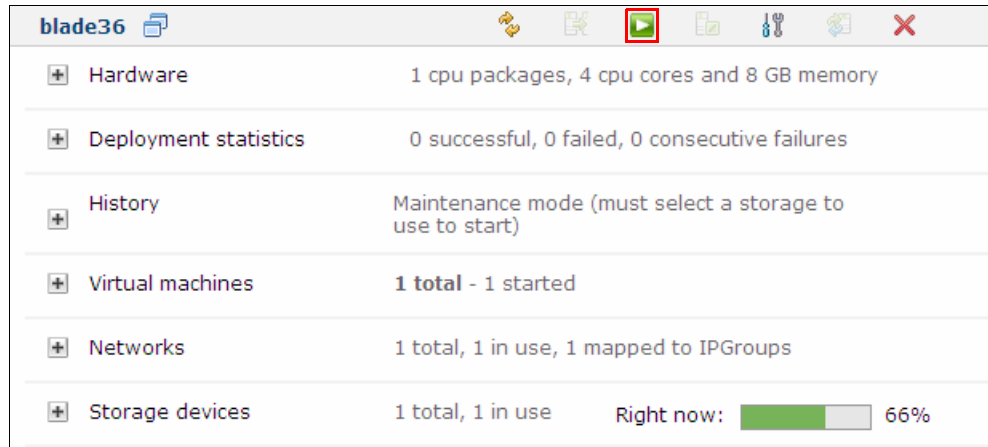 blade36
Hardware 1 cpu packages, 4 cpu cores and 8 GB memory
Deployment statistics 0 successful, 0 failed, 0 consecutive failures
History Maintenance mode (must select a storage to
use to start)
Virtual machines 1 total - 1 started
Networks 1 total, 1 in use, 1 mapped to IPGroups
Storage devices 1 total, 1 in use Right now: 66%